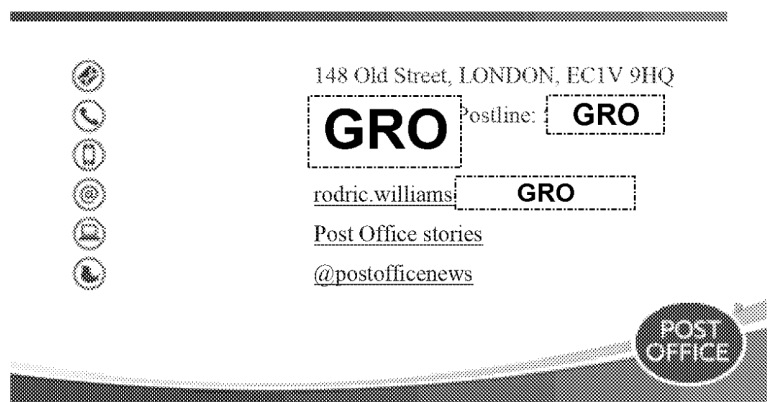 148 Old Street, LONDON, EC1V 9HQ
GRO Postline: GRO
rodric.williams GRO
Post Office stories
@postofficenews
POST
OFFICE